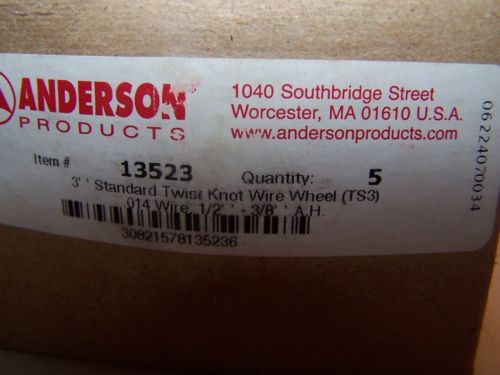 ANDERSON
PRODUCTS
1040 Southbridge Street
Worcester, MA 01610 U.S.A.
www.andersonproducts.com
Item # 13523 Quantity: 5
3'' Standard Twist Knot Wire Wheel (TS3)
.014 Wire, 1/2'' - 3/8'' A.H.
30821578135236
06224070034